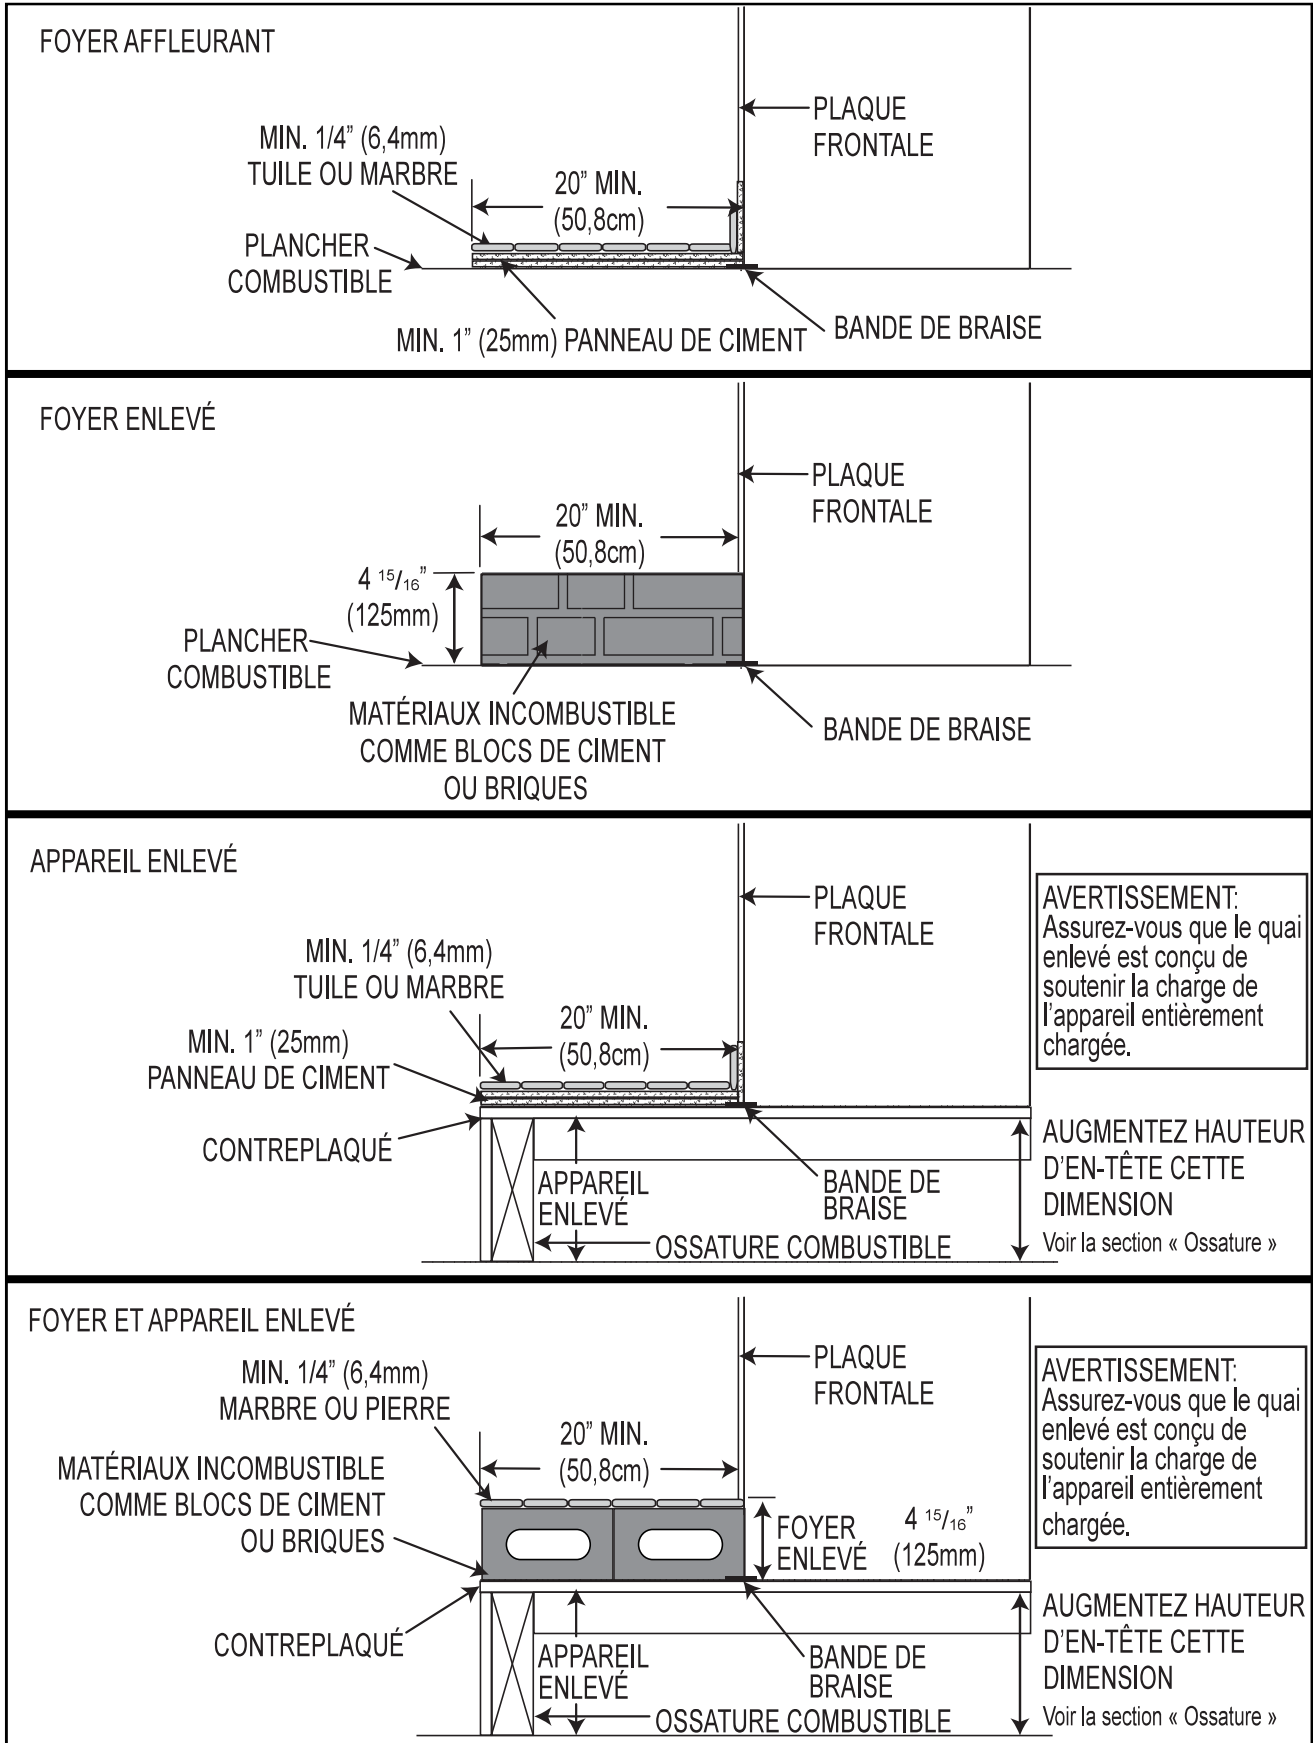 FOYER AFFLEURANT
MIN. 1/4” (6,4mm)
TUILE OU MARBRE
PLAQUE
FRONTALE
20” MIN.
(50,8cm)
PLANCHER
COMBUSTIBLE
MIN. 1” (25mm) PANNEAU DE CIMENT
BANDE DE BRAISE
FOYER ENLEVÉ
PLAQUE
FRONTALE
20” MIN.
(50,8cm)
4 15/16”
(125mm)
PLANCHER
COMBUSTIBLE
MATÉRIAUX INCOMBUSTIBLE
COMME BLOCS DE CIMENT
OU BRIQUES
BANDE DE BRAISE
APPAREIL ENLEVÉ
PLAQUE
FRONTALE
AVERTISSEMENT:
Assurez-vous que le quai
enlevé est conçu de
soutenir la charge de
l’appareil entièrement
chargée.
MIN. 1/4” (6,4mm)
TUILE OU MARBRE
20” MIN.
(50,8cm)
MIN. 1” (25mm)
PANNEAU DE CIMENT
CONTREPLAQUÉ
APPAREIL
ENLEVÉ
BANDE DE
BRAISE
OSSATURE COMBUSTIBLE
AUGMENTEZ HAUTEUR
D’EN-TÊTE CETTE
DIMENSION
Voir la section « Ossature »
FOYER ET APPAREIL ENLEVÉ
MIN. 1/4” (6,4mm)
MARBRE OU PIERRE
PLAQUE
FRONTALE
AVERTISSEMENT:
Assurez-vous que le quai
enlevé est conçu de
soutenir la charge de
l’appareil entièrement
chargée.
20” MIN.
(50,8cm)
MATÉRIAUX INCOMBUSTIBLE
COMME BLOCS DE CIMENT
OU BRIQUES
FOYER
ENLEVÉ
4 15/16”
(125mm)
CONTREPLAQUÉ
APPAREIL
ENLEVÉ
BANDE DE
BRAISE
OSSATURE COMBUSTIBLE
AUGMENTEZ HAUTEUR
D’EN-TÊTE CETTE
DIMENSION
Voir la section « Ossature »